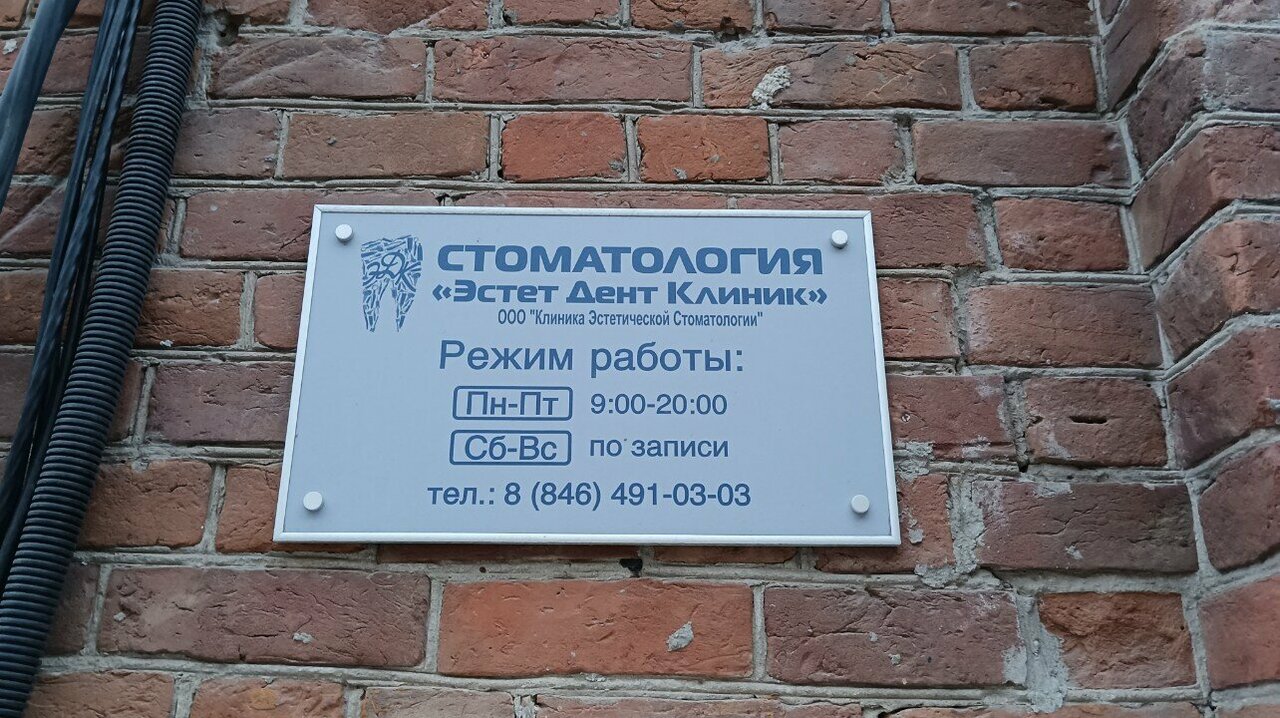 ЭДК
СТОМАТОЛОГИЯ
«Эстет Дент Клиник»
ООО "Клиника Эстетической Стоматологии"
Режим работы:
Пн-Пт 9:00-20:00
Сб-Вс по записи
тел.: 8 (846) 491-03-03